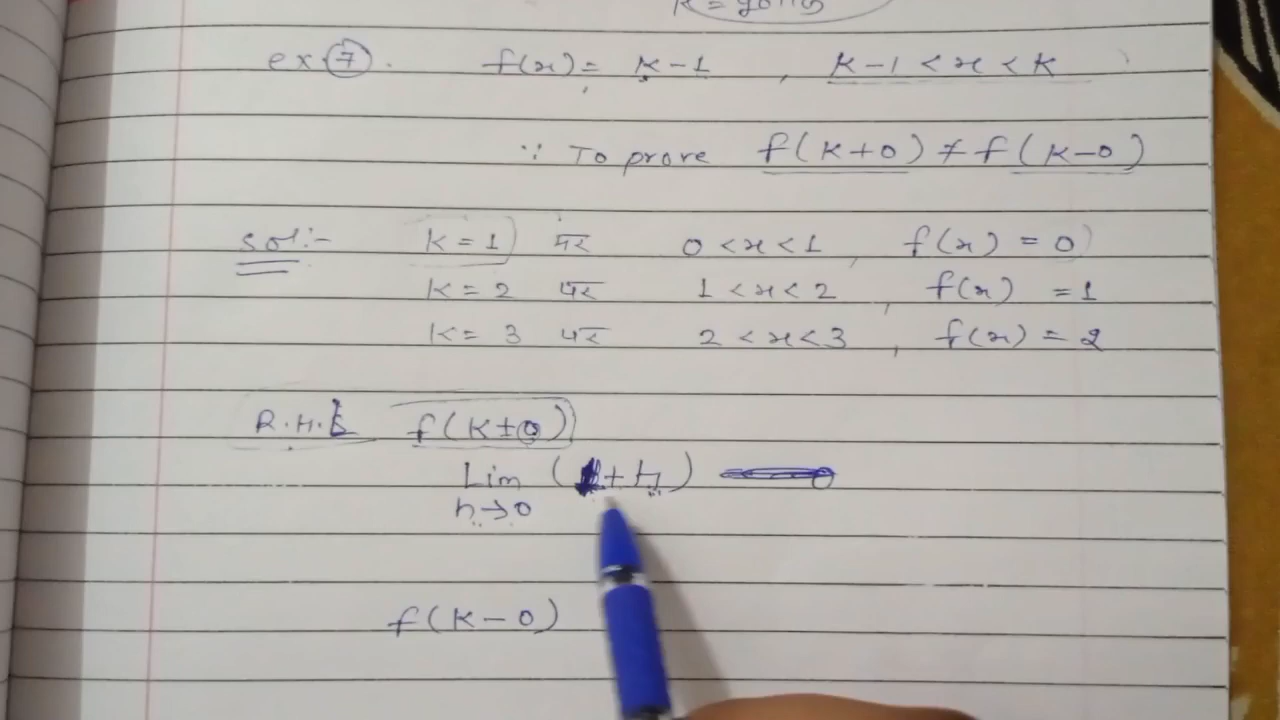 ex (7). f(x) = k-1 , k-1 < x < k
∵ To prove f(k+0) ≠ f(k-0)
sol:- k=1 पर 0 < x < 1 , f(x) = 0
k = 2 पर 1 < x < 2 , f(x) = 1
k = 3 पर 2 < x < 3 , f(x) = 2
R.H.L f(k+0)
Lim ( + h)
h→0
f(k-0)